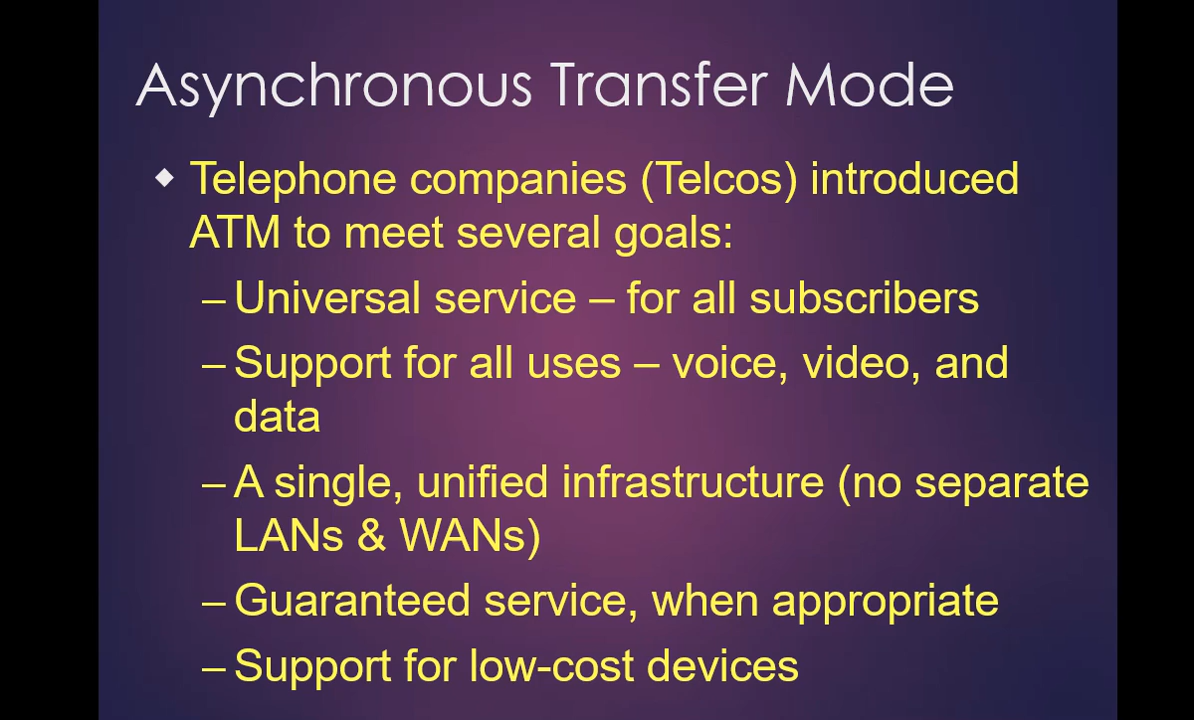 Asynchronous Transfer Mode
◆ Telephone companies (Telcos) introduced
ATM to meet several goals:
– Universal service – for all subscribers
– Support for all uses – voice, video, and
data
– A single, unified infrastructure (no separate
LANs & WANs)
– Guaranteed service, when appropriate
– Support for low-cost devices